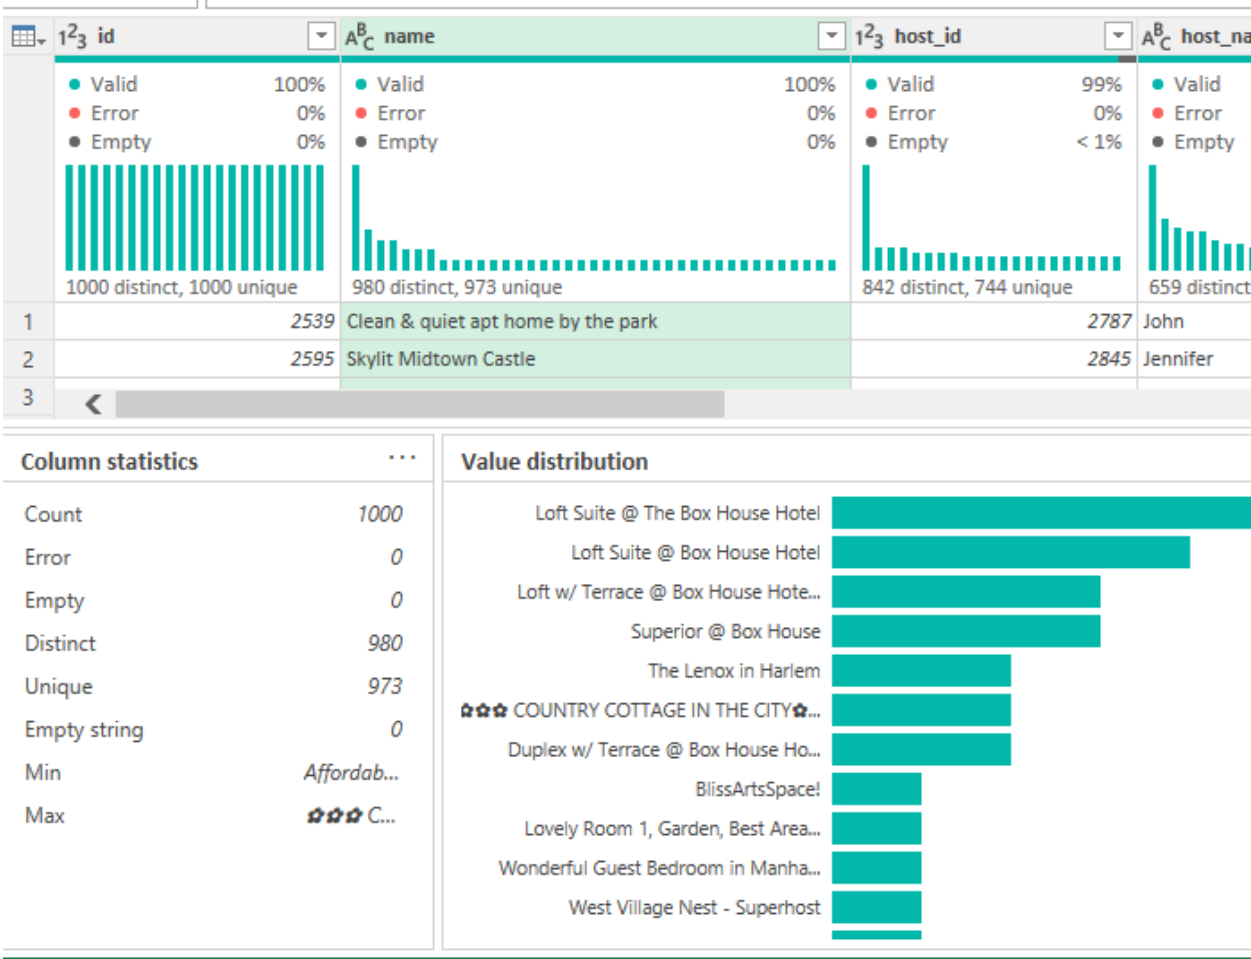 1²3 id ABC name 1²3 host_id ABC host_na
Valid 100% Valid 100% Valid 99% Valid
Error 0% Error 0% Error 0% Error
Empty 0% Empty 0% Empty < 1% Empty
1000 distinct, 1000 unique 980 distinct, 973 unique 842 distinct, 744 unique 659 distinct
1 2539 Clean & quiet apt home by the park 2787 John
2 2595 Skylit Midtown Castle 2845 Jennifer
3
Column statistics ...
Count 1000
Error 0
Empty 0
Distinct 980
Unique 973
Empty string 0
Min Affordab...
Max ✿✿✿ C...
Value distribution
Loft Suite @ The Box House Hotel
Loft Suite @ Box House Hotel
Loft w/ Terrace @ Box House Hote...
Superior @ Box House
The Lenox in Harlem
✿✿✿ COUNTRY COTTAGE IN THE CITY✿...
Duplex w/ Terrace @ Box House Ho...
BlissArtsSpace!
Lovely Room 1, Garden, Best Area...
Wonderful Guest Bedroom in Manha...
West Village Nest - Superhost